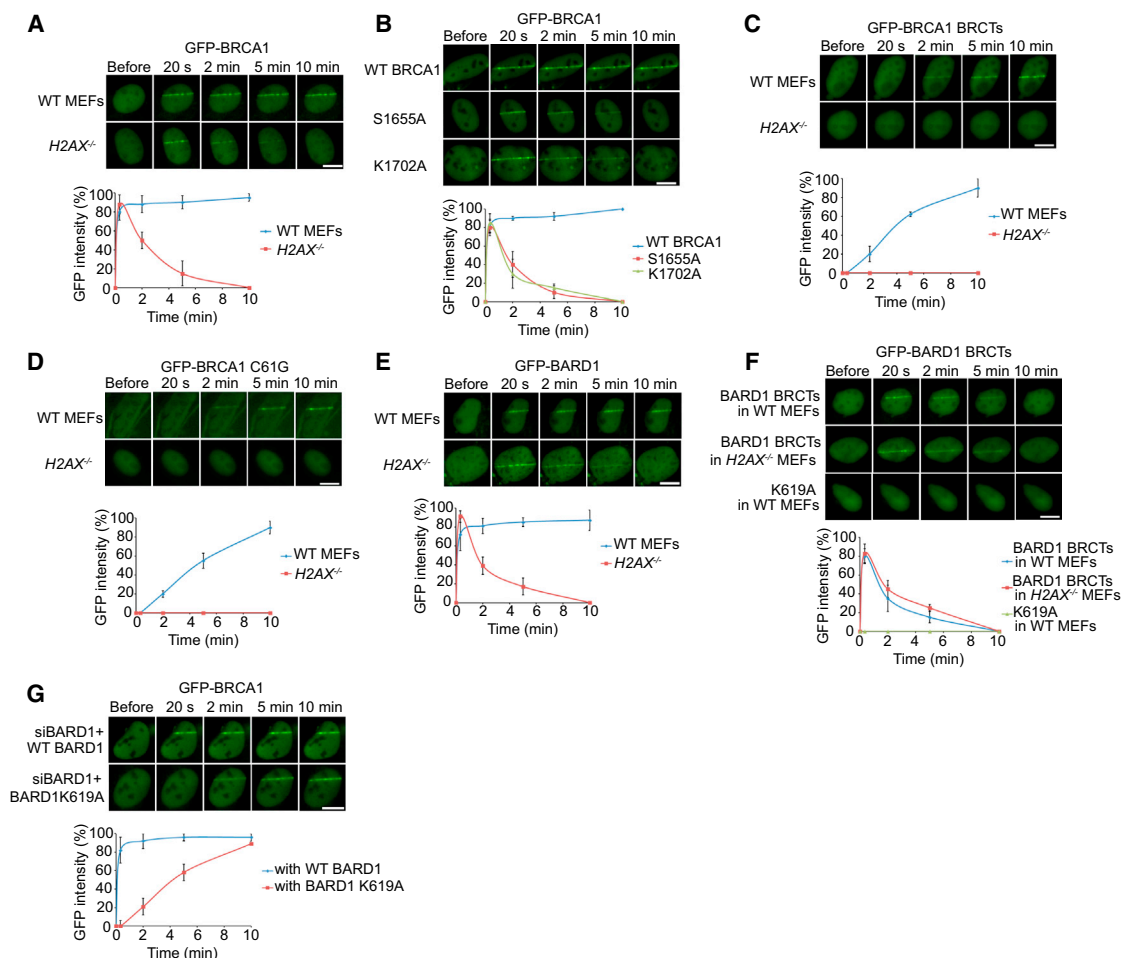 A
GFP-BRCA1
Before 20 s 2 min 5 min 10 min
WT MEFs
H2AX-/-
GFP intensity (%)
100
80
60
40
20
0
0 2 4 6 8 10
Time (min)
WT MEFs
H2AX-/-
B
GFP-BRCA1
Before 20 s 2 min 5 min 10 min
WT BRCA1
S1655A
K1702A
GFP intensity (%)
100
80
60
40
20
0
0 2 4 6 8 10
Time (min)
WT BRCA1
S1655A
K1702A
C
GFP-BRCA1 BRCTs
Before 20 s 2 min 5 min 10 min
WT MEFs
H2AX-/-
GFP intensity (%)
100
80
60
40
20
0
0 2 4 6 8 10
Time (min)
WT MEFs
H2AX-/-
D
GFP-BRCA1 C61G
Before 20 s 2 min 5 min 10 min
WT MEFs
H2AX-/-
GFP intensity (%)
100
80
60
40
20
0
0 2 4 6 8 10
Time (min)
WT MEFs
H2AX-/-
E
GFP-BARD1
Before 20 s 2 min 5 min 10 min
WT MEFs
H2AX-/-
GFP intensity (%)
100
80
60
40
20
0
0 2 4 6 8 10
Time (min)
WT MEFs
H2AX-/-
F
GFP-BARD1 BRCTs
Before 20 s 2 min 5 min 10 min
BARD1 BRCTs
in WT MEFs
BARD1 BRCTs
in H2AX-/- MEFs
K619A
in WT MEFs
GFP intensity (%)
100
80
60
40
20
0
0 2 4 6 8 10
Time (min)
BARD1 BRCTs
in WT MEFs
BARD1 BRCTs
in H2AX-/- MEFs
K619A
in WT MEFs
G
GFP-BRCA1
Before 20 s 2 min 5 min 10 min
siBARD1+
WT BARD1
siBARD1+
BARD1K619A
GFP intensity (%)
100
80
60
40
20
0
0 2 4 6 8 10
Time (min)
with WT BARD1
with BARD1 K619A